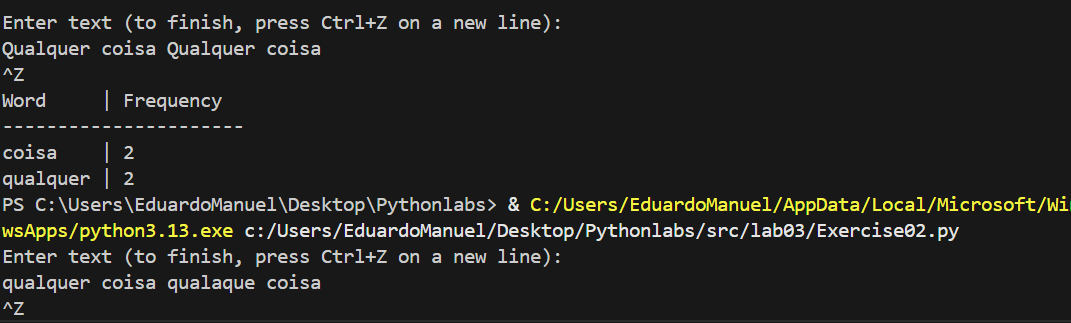 Enter text (to finish, press Ctrl+Z on a new line):
Qualquer coisa Qualquer coisa
^Z
Word     | Frequency
----------------------
coisa    | 2
qualquer | 2
PS C:\Users\EduardoManuel\Desktop\Pythonlabs> & C:/Users/EduardoManuel/AppData/Local/Microsoft/Win
wsApps/python3.13.exe c:/Users/EduardoManuel/Desktop/Pythonlabs/src/lab03/Exercise02.py
Enter text (to finish, press Ctrl+Z on a new line):
qualquer coisa qualaque coisa
^Z